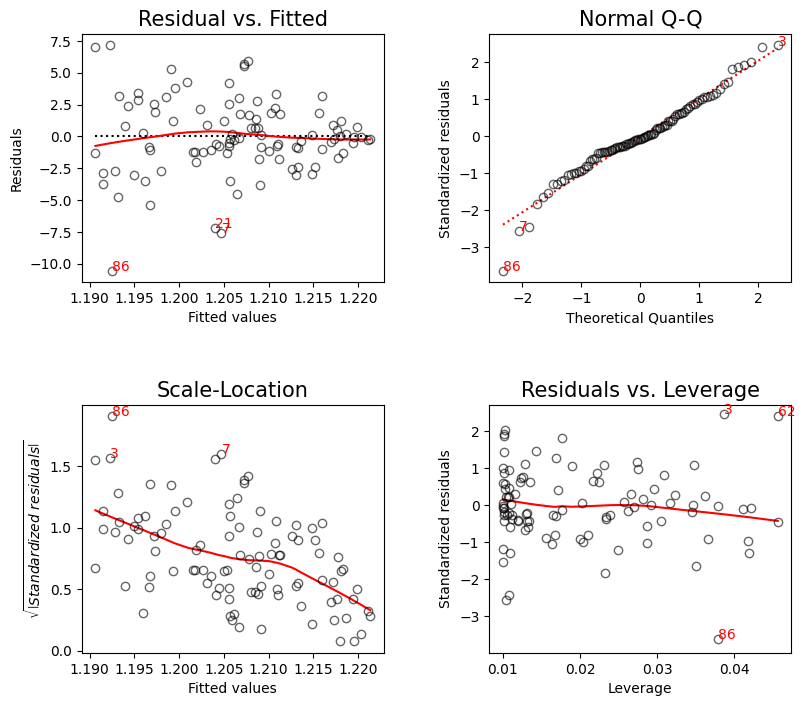 Residual vs. Fitted
Residuals
7.5
5.0
2.5
0.0
−2.5
−5.0
−7.5
−10.0
21
7
86
1.190 1.195 1.200 1.205 1.210 1.215 1.220
Fitted values
Normal Q-Q
Standardized residuals
2
1
0
−1
−2
−3
3
7
86
−2 −1 0 1 2
Theoretical Quantiles
Scale-Location
√|Standardized residuals|
1.5
1.0
0.5
0.0
86
3
7
1.190 1.195 1.200 1.205 1.210 1.215 1.220
Fitted values
Residuals vs. Leverage
Standardized residuals
2
1
0
−1
−2
−3
3
62
86
0.01 0.02 0.03 0.04
Leverage